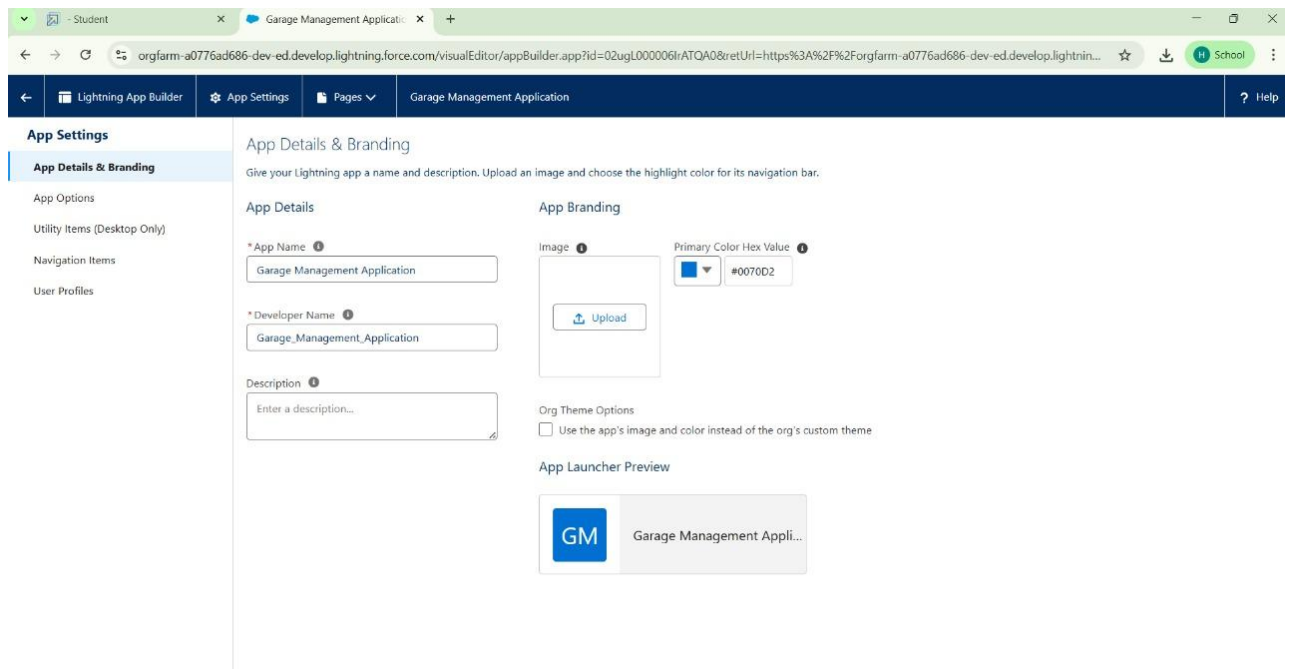 - Student
Garage Management Applicatic
orgfarm-a0776ad686-dev-ed.develop.lightning.force.com/visualEditor/appBuilder.app?id=02ugL000006IrATQA0&retUrl=https%3A%2F%2Forgfarm-a0776ad686-dev-ed.develop.lightnin...
H School
Lightning App Builder
App Settings
Pages
Garage Management Application
? Help
App Settings
App Details & Branding
App Options
Utility Items (Desktop Only)
Navigation Items
User Profiles
App Details & Branding
Give your Lightning app a name and description. Upload an image and choose the highlight color for its navigation bar.
App Details
*App Name
Garage Management Application
*Developer Name
Garage_Management_Application
Description
Enter a description...
App Branding
Image
Upload
Primary Color Hex Value
#0070D2
Org Theme Options
Use the app's image and color instead of the org's custom theme
App Launcher Preview
GM
Garage Management Appli...